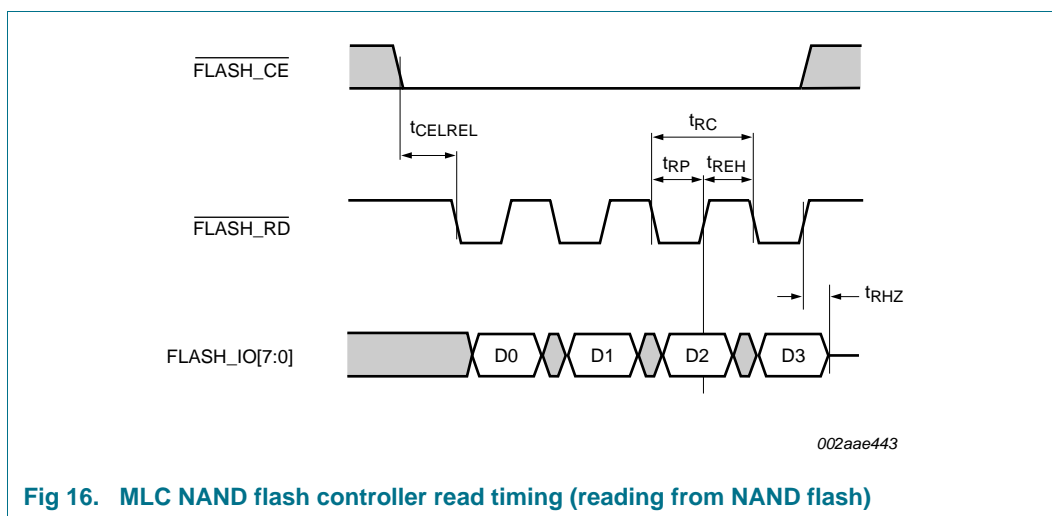 FLASH_CE
tCELREL
tRC
tRP
tREH
FLASH_RD
tRHZ
FLASH_IO[7:0]
D0
D1
D2
D3
002aae443
Fig 16. MLC NAND flash controller read timing (reading from NAND flash)